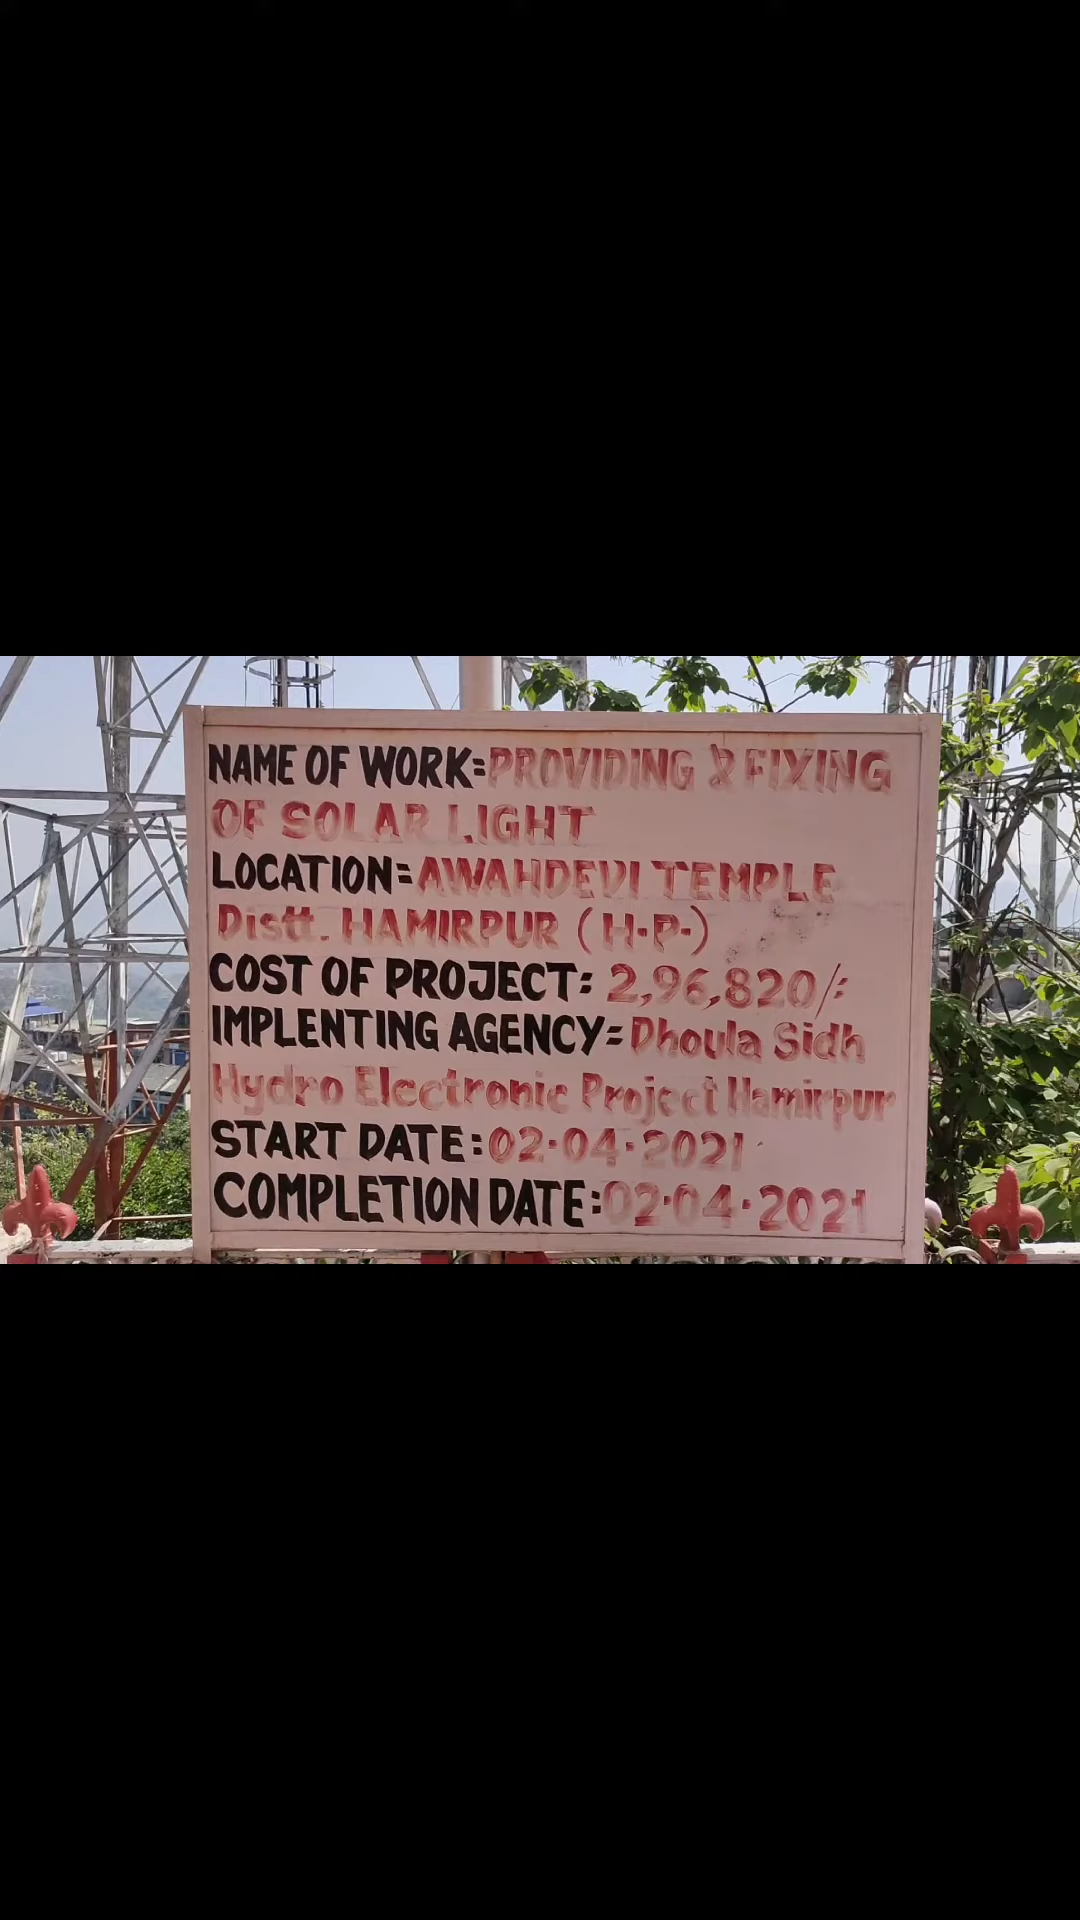 NAME OF WORK=PROVIDING & FIXING
OF SOLAR LIGHT
LOCATION=AWAHDEVI TEMPLE
Distt. HAMIRPUR (H.P.)
COST OF PROJECT: 2,96,820/:
IMPLENTING AGENCY=Dhoula Sidh
Hydro Electronic Project Hamirpur
START DATE:02.04.2021
COMPLETION DATE:02.04.2021